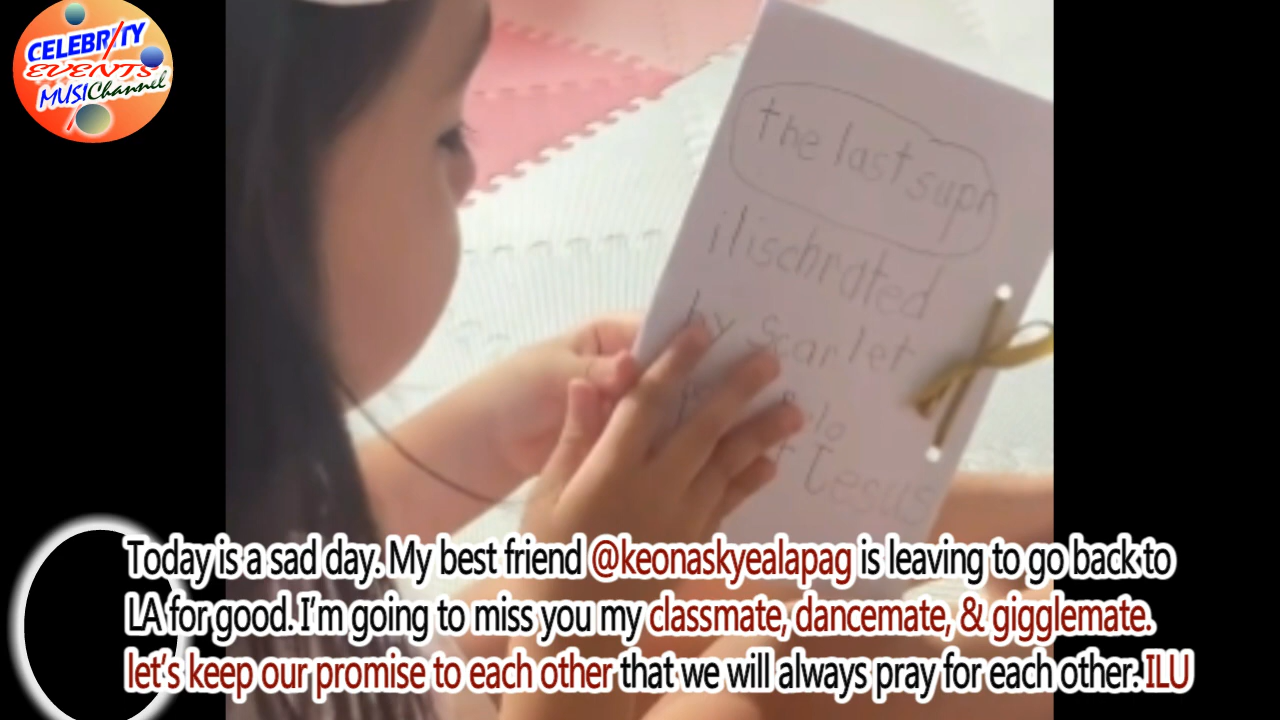 CELEBRITY
EVENTS
MUSIChannel
the last supr
ilischrated
by Scarlet
Jesus
Today is a sad day. My best friend @keonaskyealapag is leaving to go back to
LA for good. I'm going to miss you my classmate, dancemate, & gigglemate.
let's keep our promise to each other that we will always pray for each other. ILU